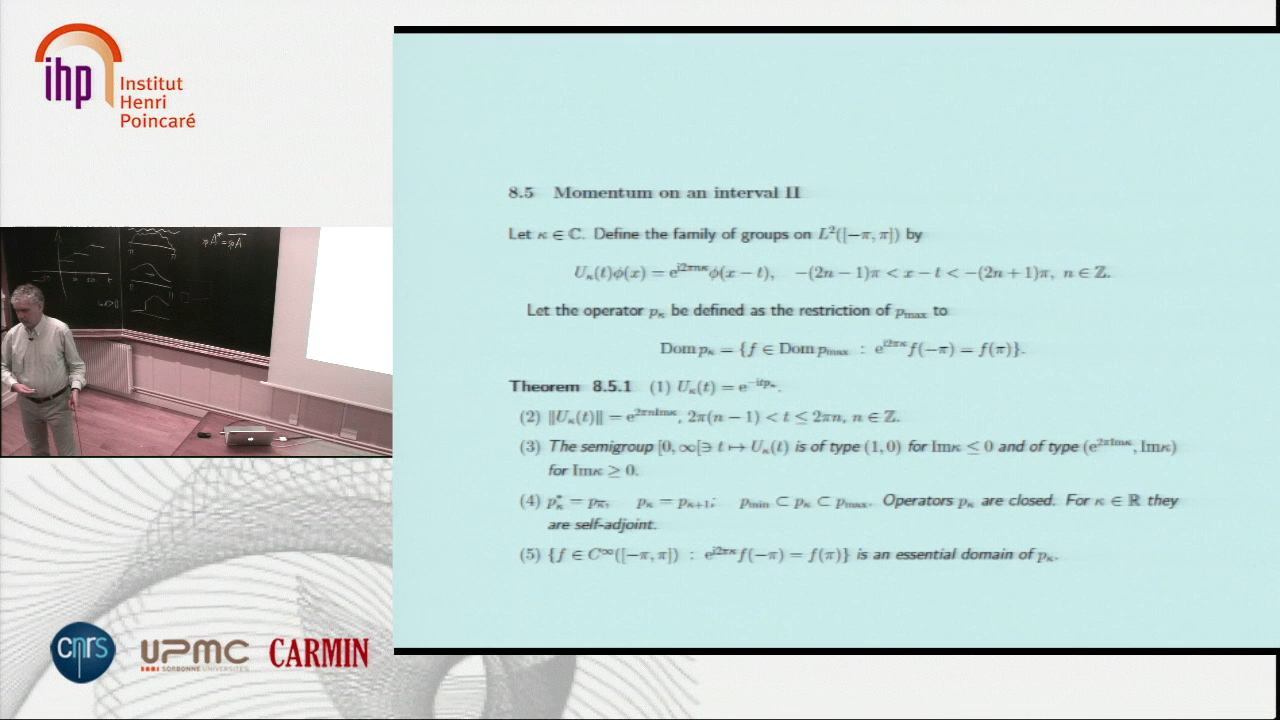 ihp
Institut
Henri
Poincaré
8.5 Momentum on an interval II
Let κ ∈ ℂ. Define the family of groups on L²([−π, π]) by
U_κ(t)φ(x) = e^{i2πnκ}φ(x − t), −(2n − 1)π < x − t < −(2n + 1)π, n ∈ ℤ.
Let the operator p_κ be defined as the restriction of p_max to
Dom p_κ = {f ∈ Dom p_max : e^{i2πκ} f(−π) = f(π)}.
Theorem 8.5.1 (1) U_κ(t) = e^{−itp_κ}.
(2) ‖U_κ(t)‖ = e^{2πnImκ}, 2π(n − 1) < t ≤ 2πn, n ∈ ℤ.
(3) The semigroup [0, ∞[∋ t ↦ U_κ(t) is of type (1, 0) for Imκ ≤ 0 and of type (e^{2πImκ}, Imκ)
for Imκ ≥ 0.
(4) p_κ^* = p_κ̄, p_κ = p_{κ+1}; p_min ⊂ p_κ ⊂ p_max. Operators p_κ are closed. For κ ∈ ℝ they
are self-adjoint.
(5) {f ∈ C^∞([−π, π]) : e^{i2πκ} f(−π) = f(π)} is an essential domain of p_κ.
cnrs
UPMC
SORBONNE UNIVERSITÉS
CARMIN